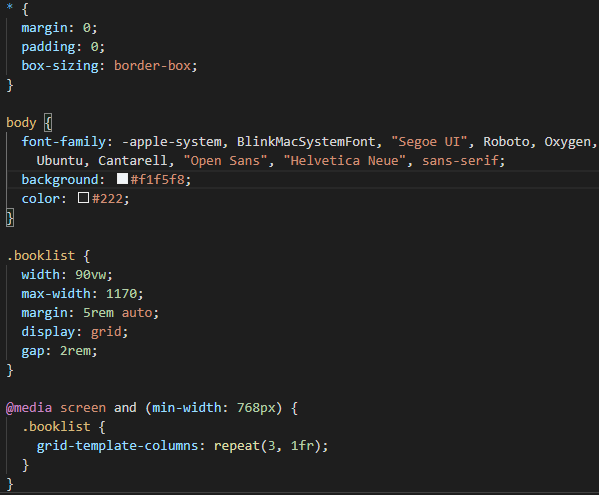 * {
  margin: 0;
  padding: 0;
  box-sizing: border-box;
}

body {
  font-family: -apple-system, BlinkMacSystemFont, "Segoe UI", Roboto, Oxygen,
    Ubuntu, Cantarell, "Open Sans", "Helvetica Neue", sans-serif;
  background: #f1f5f8;
  color: #222;
}

.booklist {
  width: 90vw;
  max-width: 1170;
  margin: 5rem auto;
  display: grid;
  gap: 2rem;
}

@media screen and (min-width: 768px) {
  .booklist {
    grid-template-columns: repeat(3, 1fr);
  }
}